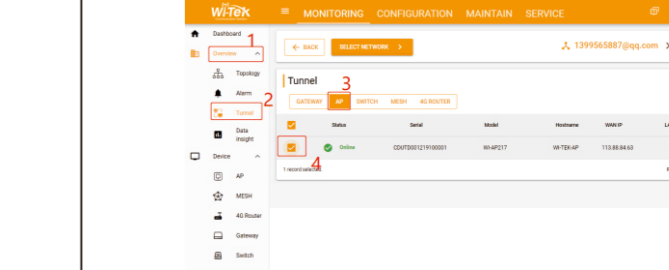 Wi-TeK
MONITORING CONFIGURATION MAINTAIN SERVICE
Dashboard 1
Overview
Topology
Alarm
2 Tunnel
Data Insight
Device
AP
MESH
4G Router
Gateway
Switch
BACK SELECT NETWORK 1399565887@qq.com
Tunnel
3
GATEWAY AP SWITCH MESH 4G ROUTER
Status Serial Model Hostname WAN IP
Online CDUTD001219100001 WI-AP217 WI-TEK-AP 113.88.84.63
4
1 record selected